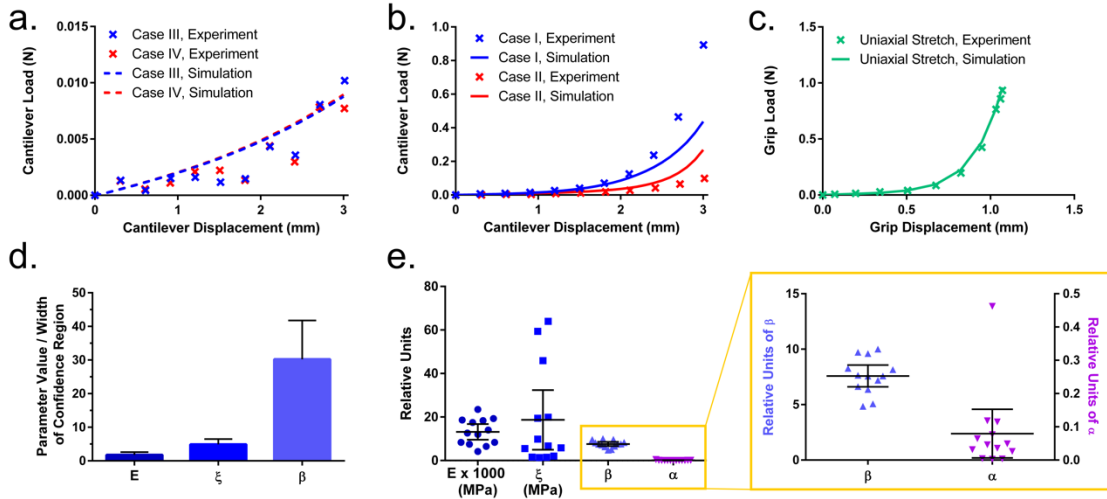 a.
Cantilever Load (N)
0.015
0.010
0.005
0.000
Case III, Experiment
Case IV, Experiment
Case III, Simulation
Case IV, Simulation
0
1
2
3
Cantilever Displacement (mm)
b.
Cantilever Load (N)
1.0
0.8
0.6
0.4
0.2
0.0
Case I, Experiment
Case I, Simulation
Case II, Experiment
Case II, Simulation
0
1
2
3
Cantilever Displacement (mm)
c.
Grip Load (N)
1.5
1.0
0.5
0.0
Uniaxial Stretch, Experiment
Uniaxial Stretch, Simulation
0.0
0.5
1.0
1.5
Grip Displacement (mm)
d.
Parameter Value / Width
of Confidence Region
50
40
30
20
10
0
E
ξ
β
e.
Relative Units
80
60
40
20
0
E x 1000
(MPa)
ξ
(MPa)
β
α
Relative Units of β
15
10
5
0
β
α
0.5
0.4
0.3
0.2
0.1
0.0
Relative Units of α